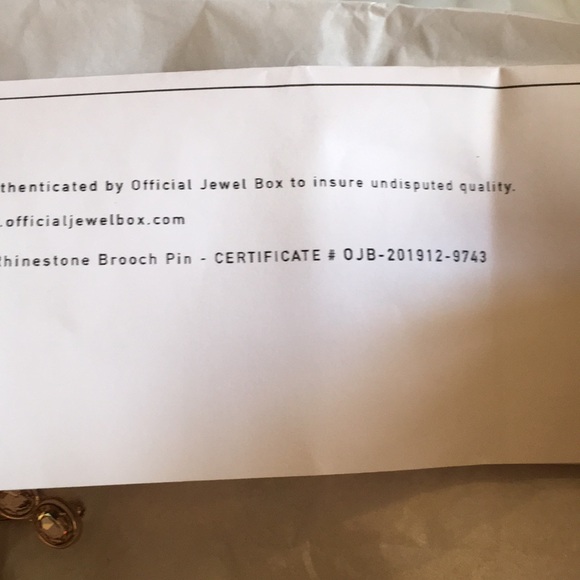 thenticated by Official Jewel Box to insure undisputed quality.
.officialjewelbox.com
hinestone Brooch Pin - CERTIFICATE # OJB-201912-9743